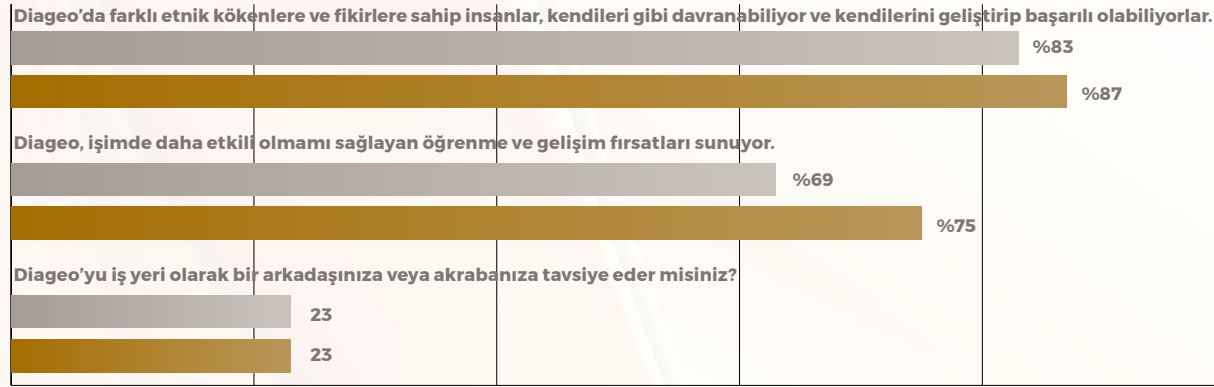 Diageo’da farklı etnik kökenlere ve fikirlere sahip insanlar, kendileri gibi davranabiliyor ve kendilerini geliştirip başarılı olabiliyorlar.
%83
%87
Diageo, işimde daha etkili olmamı sağlayan öğrenme ve gelişim fırsatları sunuyor.
%69
%75
Diageo’yu iş yeri olarak bir arkadaşınıza veya akrabanıza tavsiye eder misiniz?
23
23